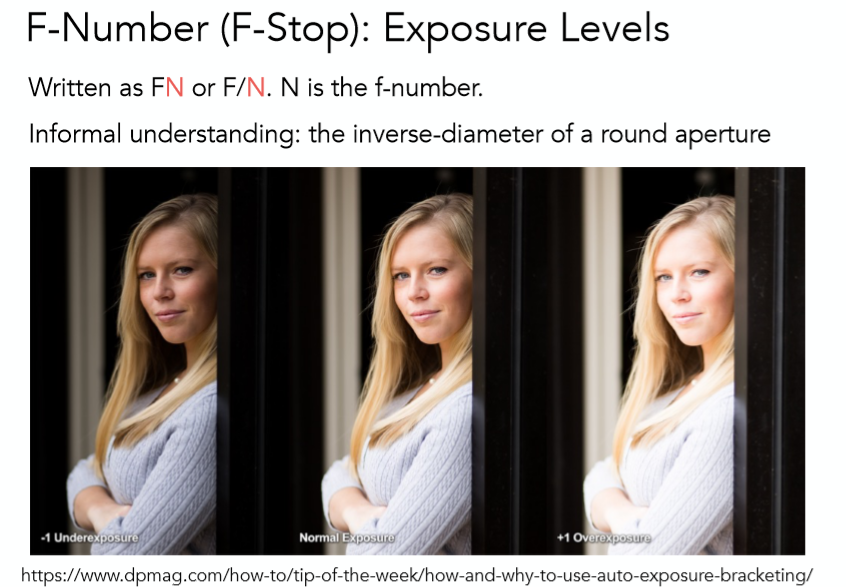 F-Number (F-Stop): Exposure Levels
Written as FN or F/N. N is the f-number.
Informal understanding: the inverse-diameter of a round aperture
-1 Underexposure
Normal Exposure
+1 Overexposure
https://www.dpmag.com/how-to/tip-of-the-week/how-and-why-to-use-auto-exposure-bracketing/